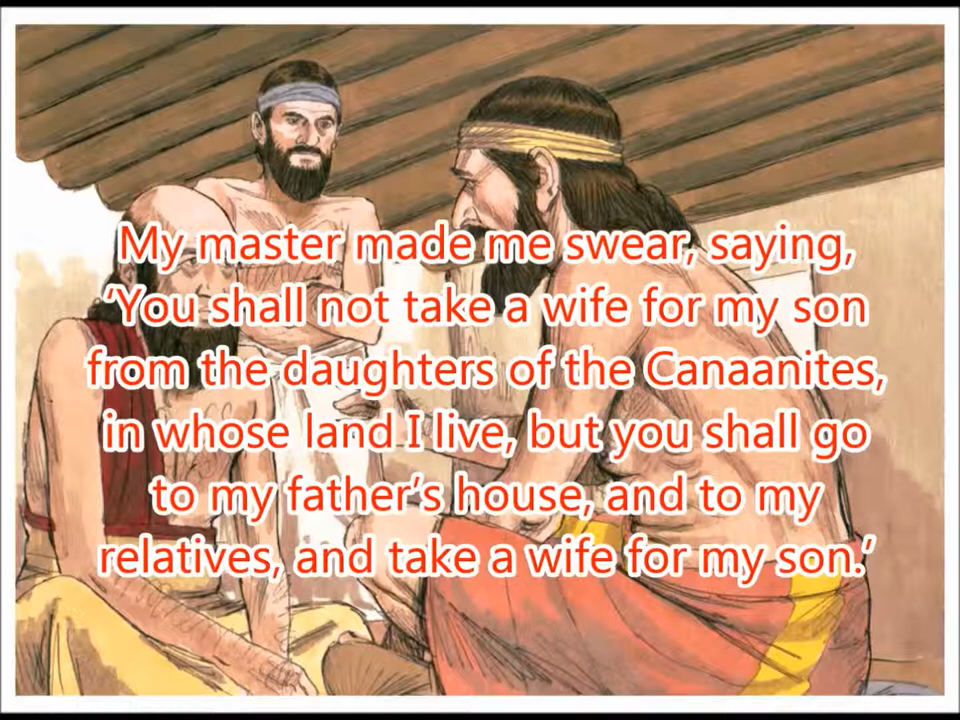 My master made me swear, saying,
‘You shall not take a wife for my son
from the daughters of the Canaanites,
in whose land I live, but you shall go
to my father’s house, and to my
relatives, and take a wife for my son.’